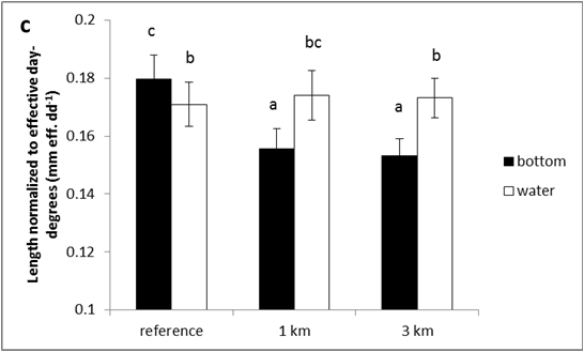 c
Length normalized to effective day-
degrees (mm eff. dd-1)
0.2
0.18
0.16
0.14
0.12
0.1
c
b
a
bc
a
b
reference
1 km
3 km
bottom
water